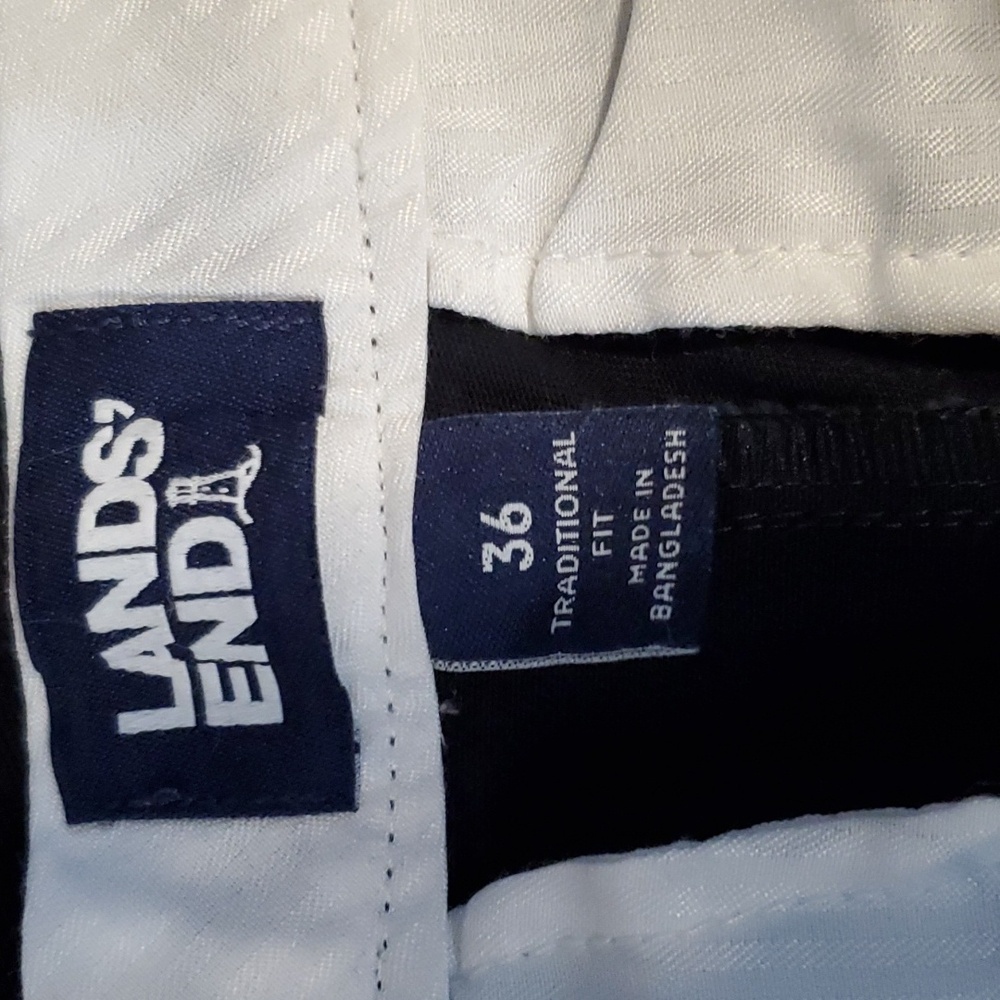 LANDS'
END
36
TRADITIONAL
FIT
MADE IN
BANGLADESH